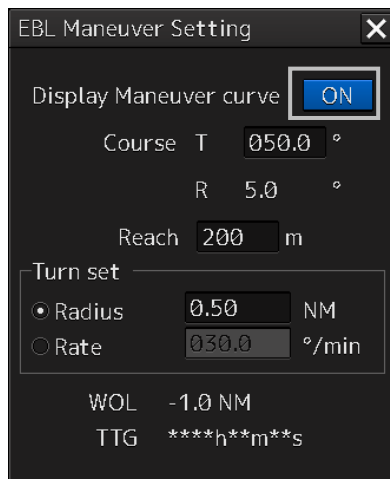 EBL Maneuver Setting
Display Maneuver curve ON
Course T 050.0 °
R 5.0 °
Reach 200 m
Turn set
Radius 0.50 NM
Rate 030.0 °/min
WOL -1.0 NM
TTG ****h**m**s